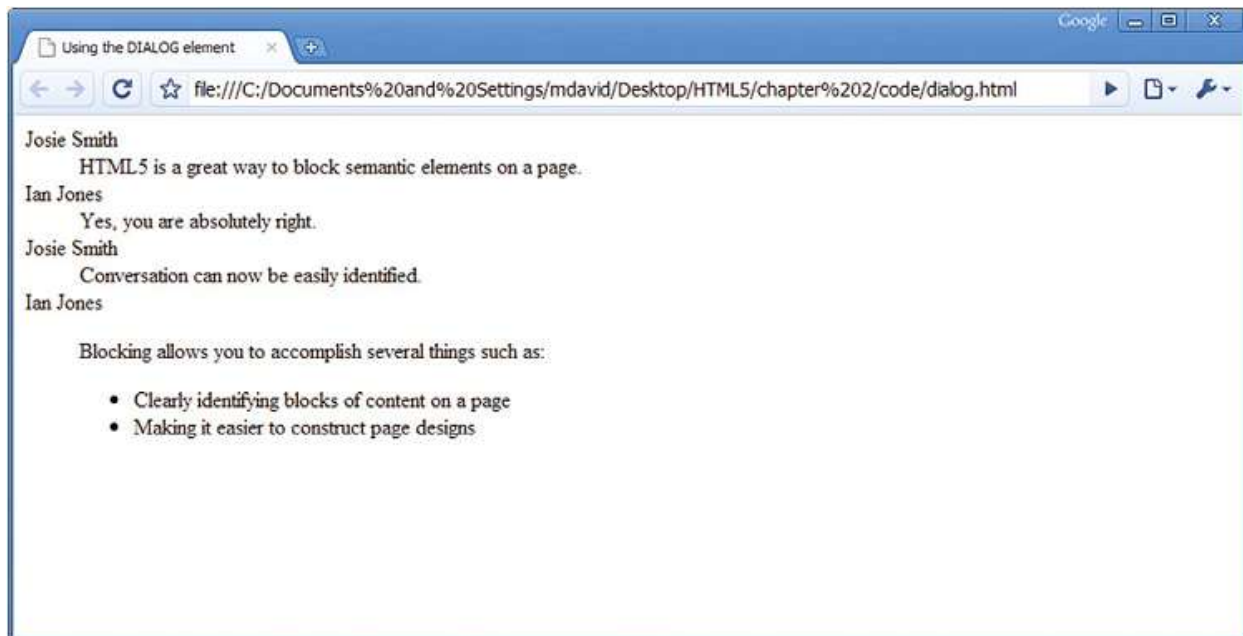 Google
Using the DIALOG element
file:///C:/Documents%20and%20Settings/mdavid/Desktop/HTML5/chapter%202/code/dialog.html
Josie Smith
HTML5 is a great way to block semantic elements on a page.
Ian Jones
Yes, you are absolutely right.
Josie Smith
Conversation can now be easily identified.
Ian Jones
Blocking allows you to accomplish several things such as:
• Clearly identifying blocks of content on a page
• Making it easier to construct page designs